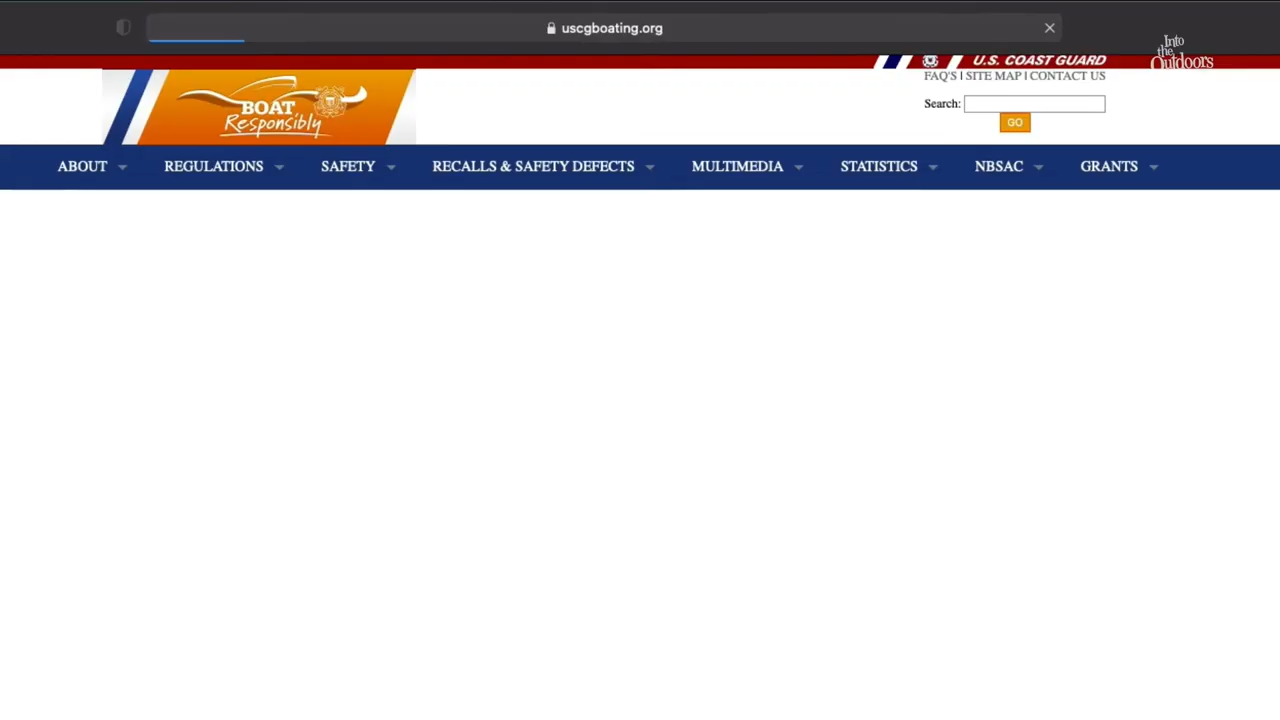 uscgboating.org
Into
the
Outdoors
U.S. COAST GUARD
FAQ'S | SITE MAP | CONTACT US
BOAT
Responsibly
Search:
GO
ABOUT REGULATIONS SAFETY RECALLS & SAFETY DEFECTS MULTIMEDIA STATISTICS NBSAC GRANTS